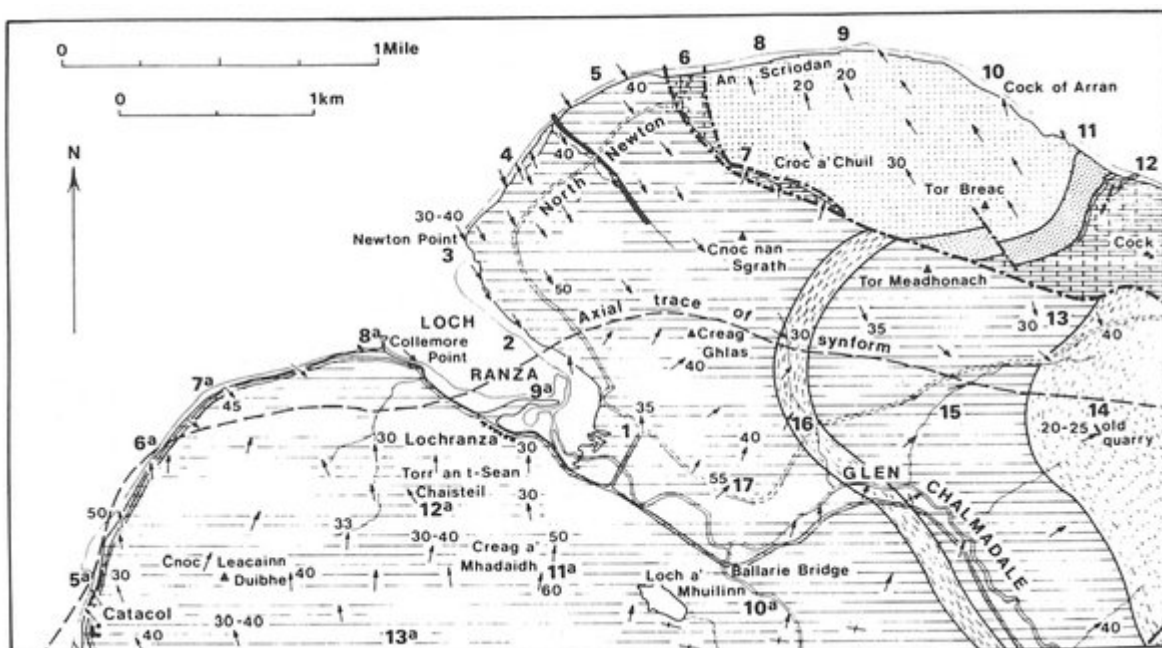 0 1Mile
0 1km
N
5
6
8
9
40
An Scriodan
20
20
10
Cock of Arran
11
12
4
40
North Newton
7
Croc a'Chuil
30
Tor Breac
Cock
30-40
Newton Point
3
50
Cnoc nan
Sgrath
Tor Meadhonach
Axial trace of synform
Creag
Ghlas
40
30
35
30
13
40
LOCH
RANZA
2
8a
Collemore
Point
7a
45
9a
6a
Lochranza
30
30
1
35
40
16
15
14
20-25
old
quarry
Torr an t-Sean
Chaisteil
12a
30
33
30-40
55
17
GLEN
CHALMADALE
50
5a
30
Cnoc Leacainn
Duibhe
40
Creag a'
Mhadaidh
50
11a
60
Loch a'
Mhuilinn
Ballarie Bridge
10a
Catacol
40
30-40
13a
40